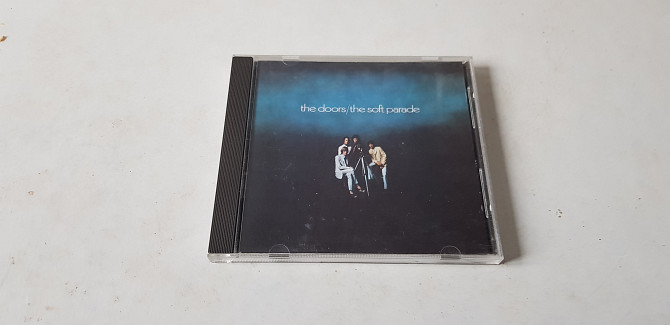 the doors/the soft parade